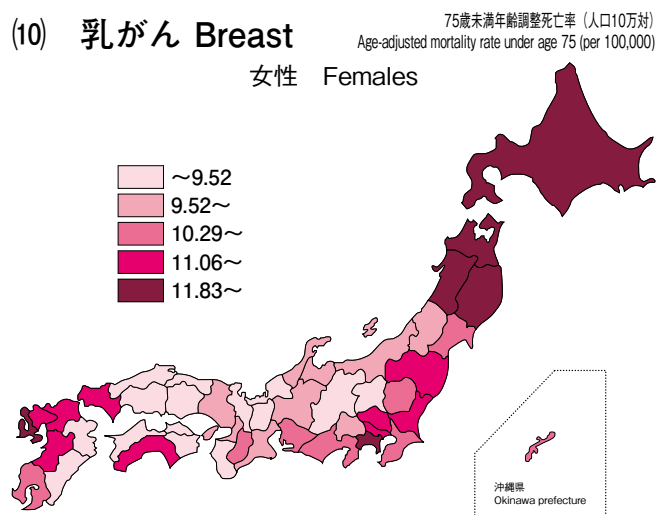 ⑽ 乳がん Breast
75歳未満年齢調整死亡率（人口10万対）
Age-adjusted mortality rate under age 75 (per 100,000)
女性 Females
～9.52
9.52～
10.29～
11.06～
11.83～
沖縄県
Okinawa prefecture